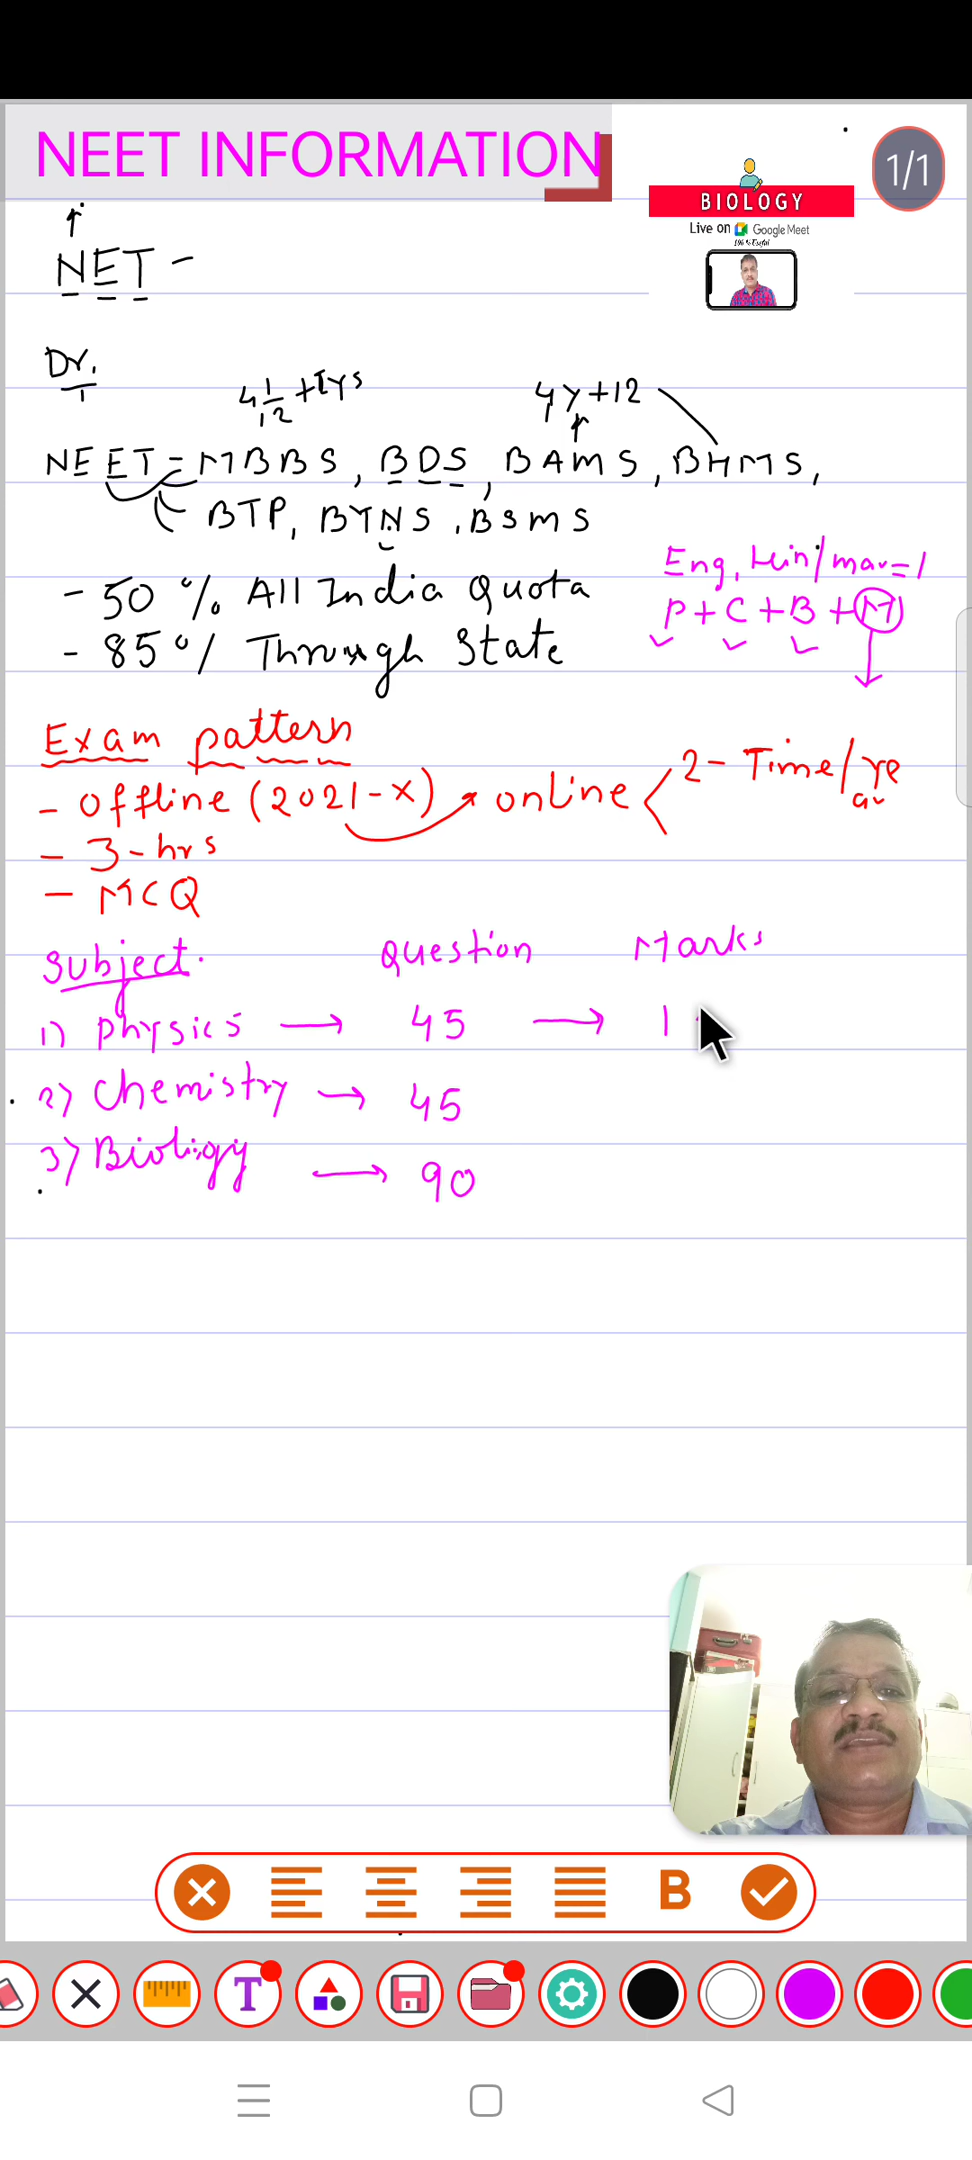 NEET INFORMATION
1/1
BIOLOGY
Live on Google Meet
NET -
Dr.
4 1/12 + 1ys
4y+12
NEET = MBBS, BDS, BAMS, BHMS,
BTP, BYNS, BSMS
- 50 % All India Quota
- 85 % Through State
Eng, Hin/mar=1
P + C + B + M
Exam pattern
- Offline (2021-X) online
2 - Time/year
- 3-hrs
- MCQ
Subject. Question Marks
1) Physics → 45 → 1
2) Chemistry → 45
3) Biology → 90
B
T